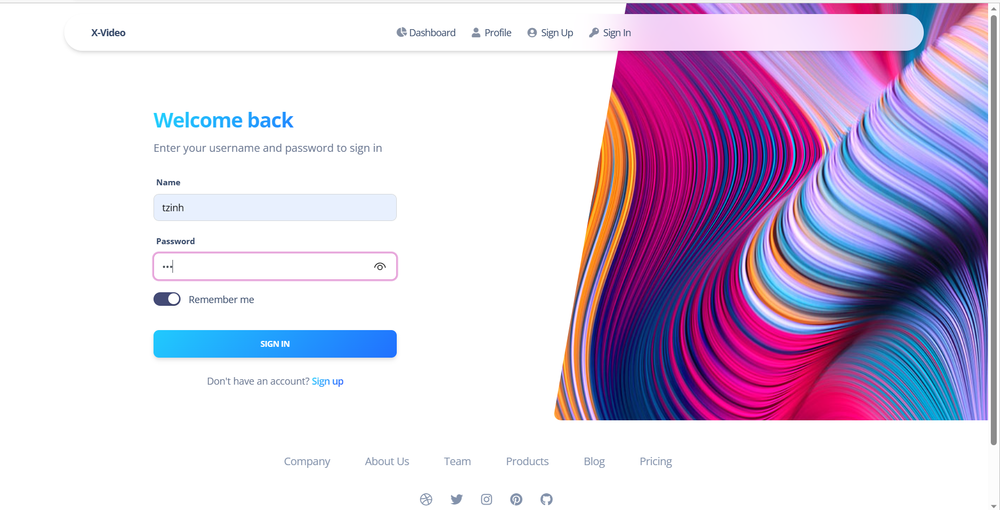 X-Video
Dashboard
Profile
Sign Up
Sign In
Welcome back
Enter your username and password to sign in
Name
tzinh
Password
•••
Remember me
SIGN IN
Don't have an account? Sign up
Company
About Us
Team
Products
Blog
Pricing